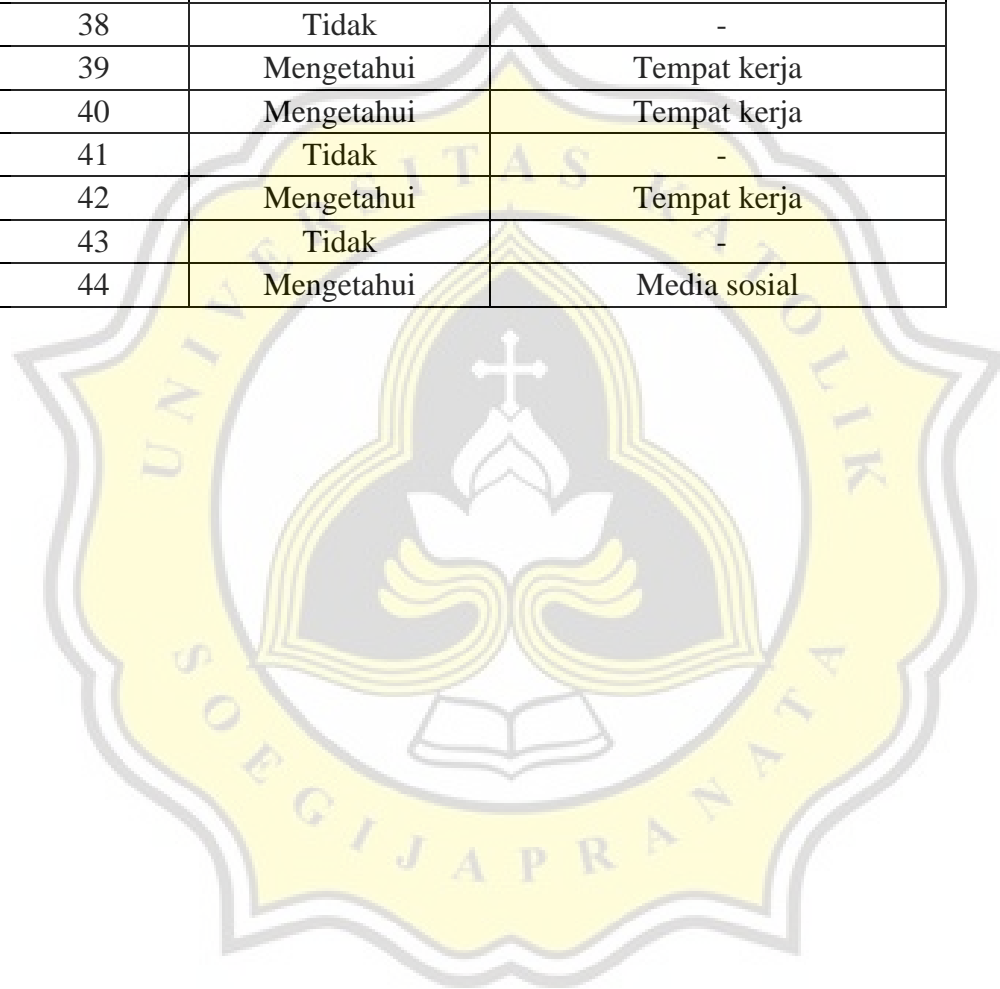 38 Tidak -
39 Mengetahui Tempat kerja
40 Mengetahui Tempat kerja
41 Tidak -
42 Mengetahui Tempat kerja
43 Tidak -
44 Mengetahui Media sosial
UNIVERSITAS KATOLIK
SOEGIJAPRANATA